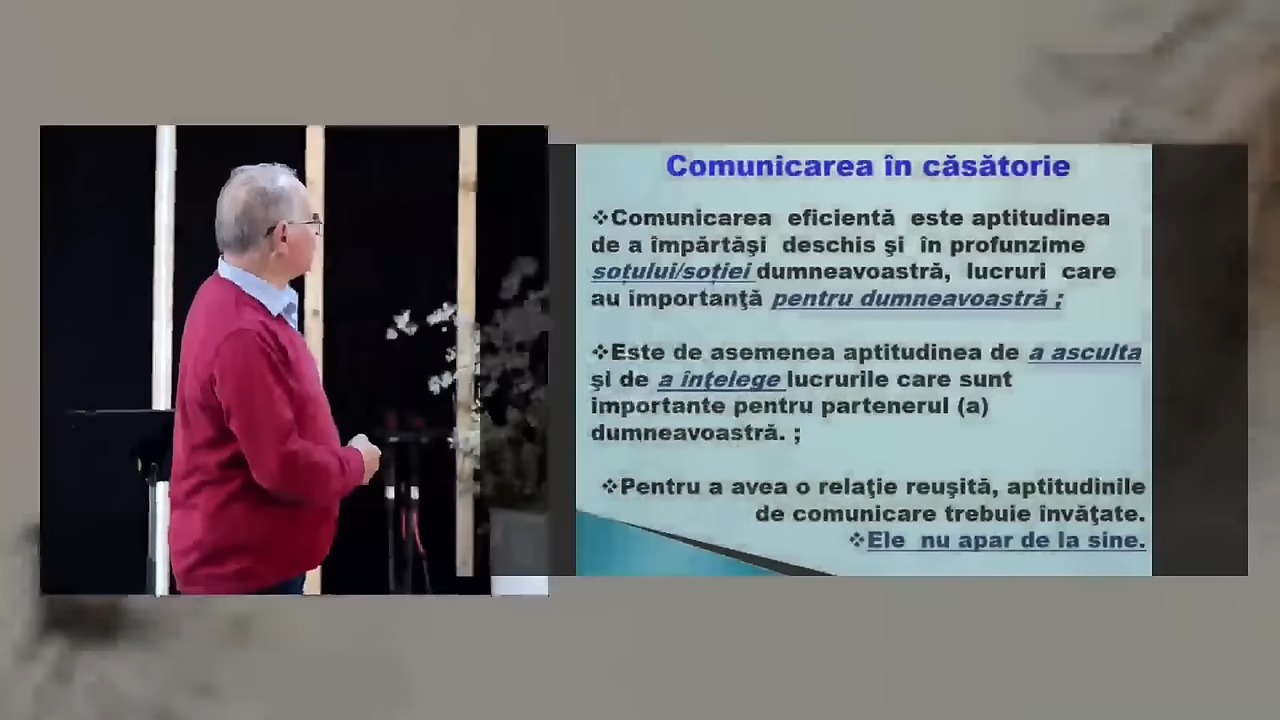 Comunicarea în căsătorie
❖Comunicarea eficientă este aptitudinea
de a împărtăşi deschis şi în profunzime
soțului/soției dumneavoastră, lucruri care
au importanţă pentru dumneavoastră ;
❖Este de asemenea aptitudinea de a asculta
şi de a înţelege lucrurile care sunt
importante pentru partenerul (a)
dumneavoastră. ;
❖Pentru a avea o relaţie reuşită, aptitudinile
de comunicare trebuie învăţate.
❖Ele nu apar de la sine.